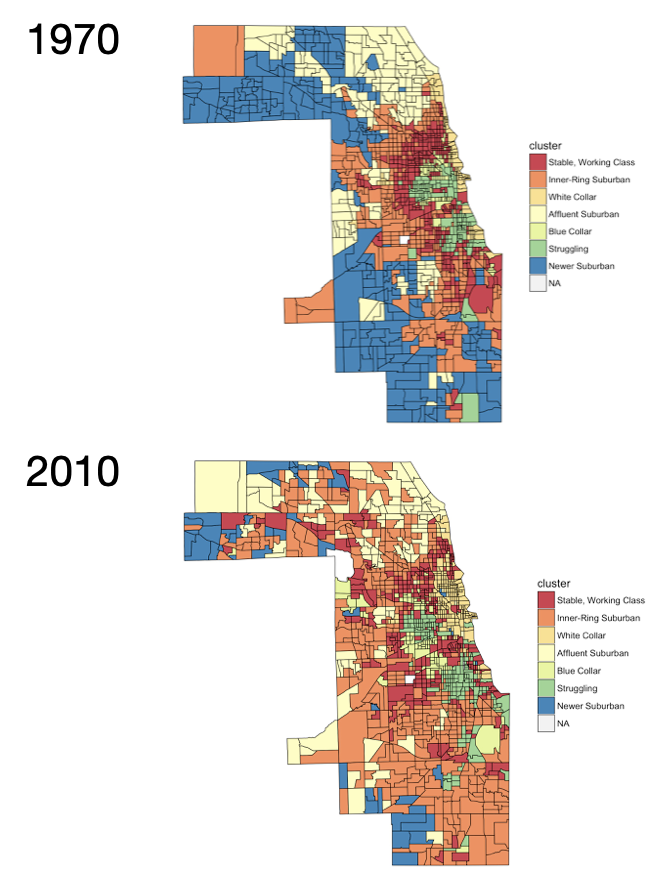 1970
cluster
Stable, Working Class
Inner-Ring Suburban
White Collar
Affluent Suburban
Blue Collar
Struggling
Newer Suburban
NA
2010
cluster
Stable, Working Class
Inner-Ring Suburban
White Collar
Affluent Suburban
Blue Collar
Struggling
Newer Suburban
NA